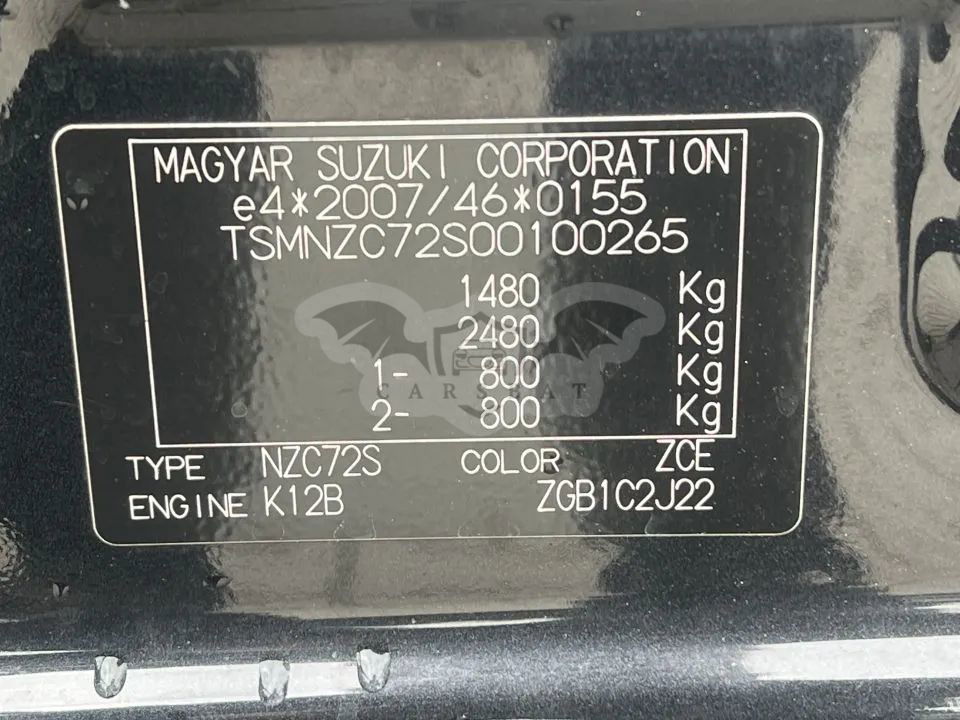 MAGYAR SUZUKI CORPORATION
e4*2007/46*0155
TSMNZC72S00100265
1480 Kg
2480 Kg
1- 800 Kg
CARSBAT
2- 800 Kg
TYPE NZC72S COLOR ZCE
ENGINE K12B ZGB1C2J22